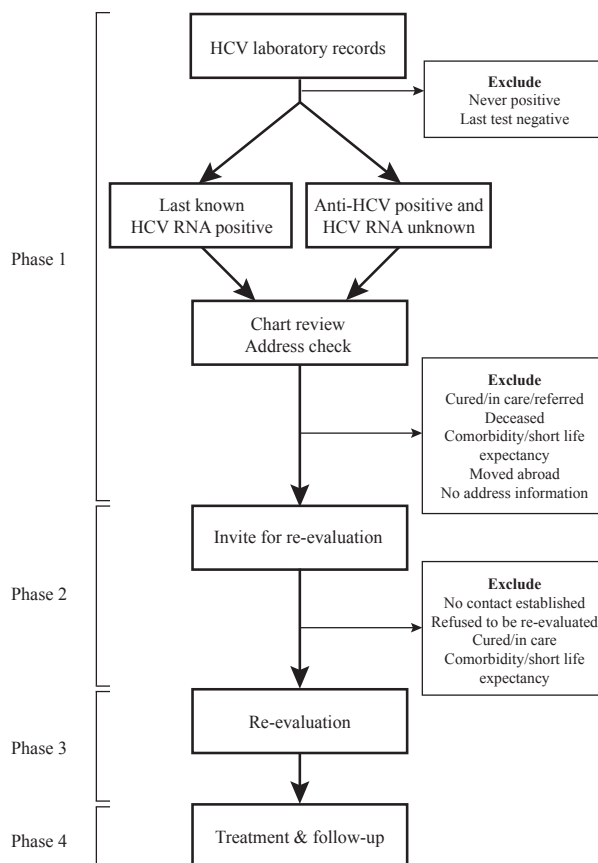 HCV laboratory records
Exclude
Never positive
Last test negative
Last known
HCV RNA positive
Anti-HCV positive and
HCV RNA unknown
Phase 1
Chart review
Address check
Exclude
Cured/in care/referred
Deceased
Comorbidity/short life
expectancy
Moved abroad
No address information
Invite for re-evaluation
Phase 2
Exclude
No contact established
Refused to be re-evaluated
Cured/in care
Comorbidity/short life
expectancy
Re-evaluation
Phase 3
Treatment & follow-up
Phase 4